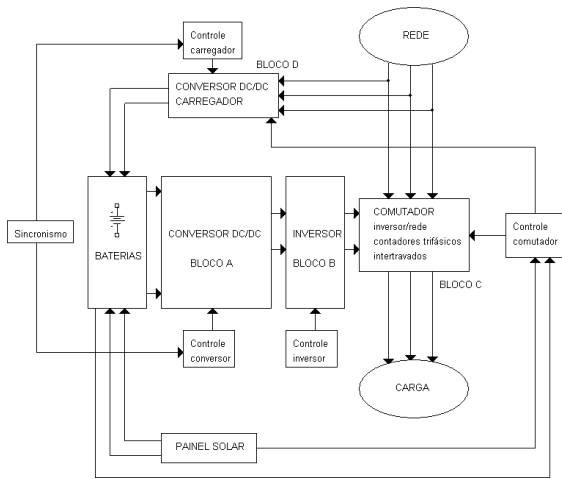 Controle
carregador
REDE
BLOCO D
CONVERSOR DC/DC
CARREGADOR
Sincronismo
BATERIAS
CONVERSOR DC/DC
BLOCO A
INVERSOR
BLOCO B
COMUTADOR
inversor/rede
contadores trifásicos
intertravados
Controle
comutador
BLOCO C
Controle
conversor
Controle
inversor
CARGA
PAINEL SOLAR